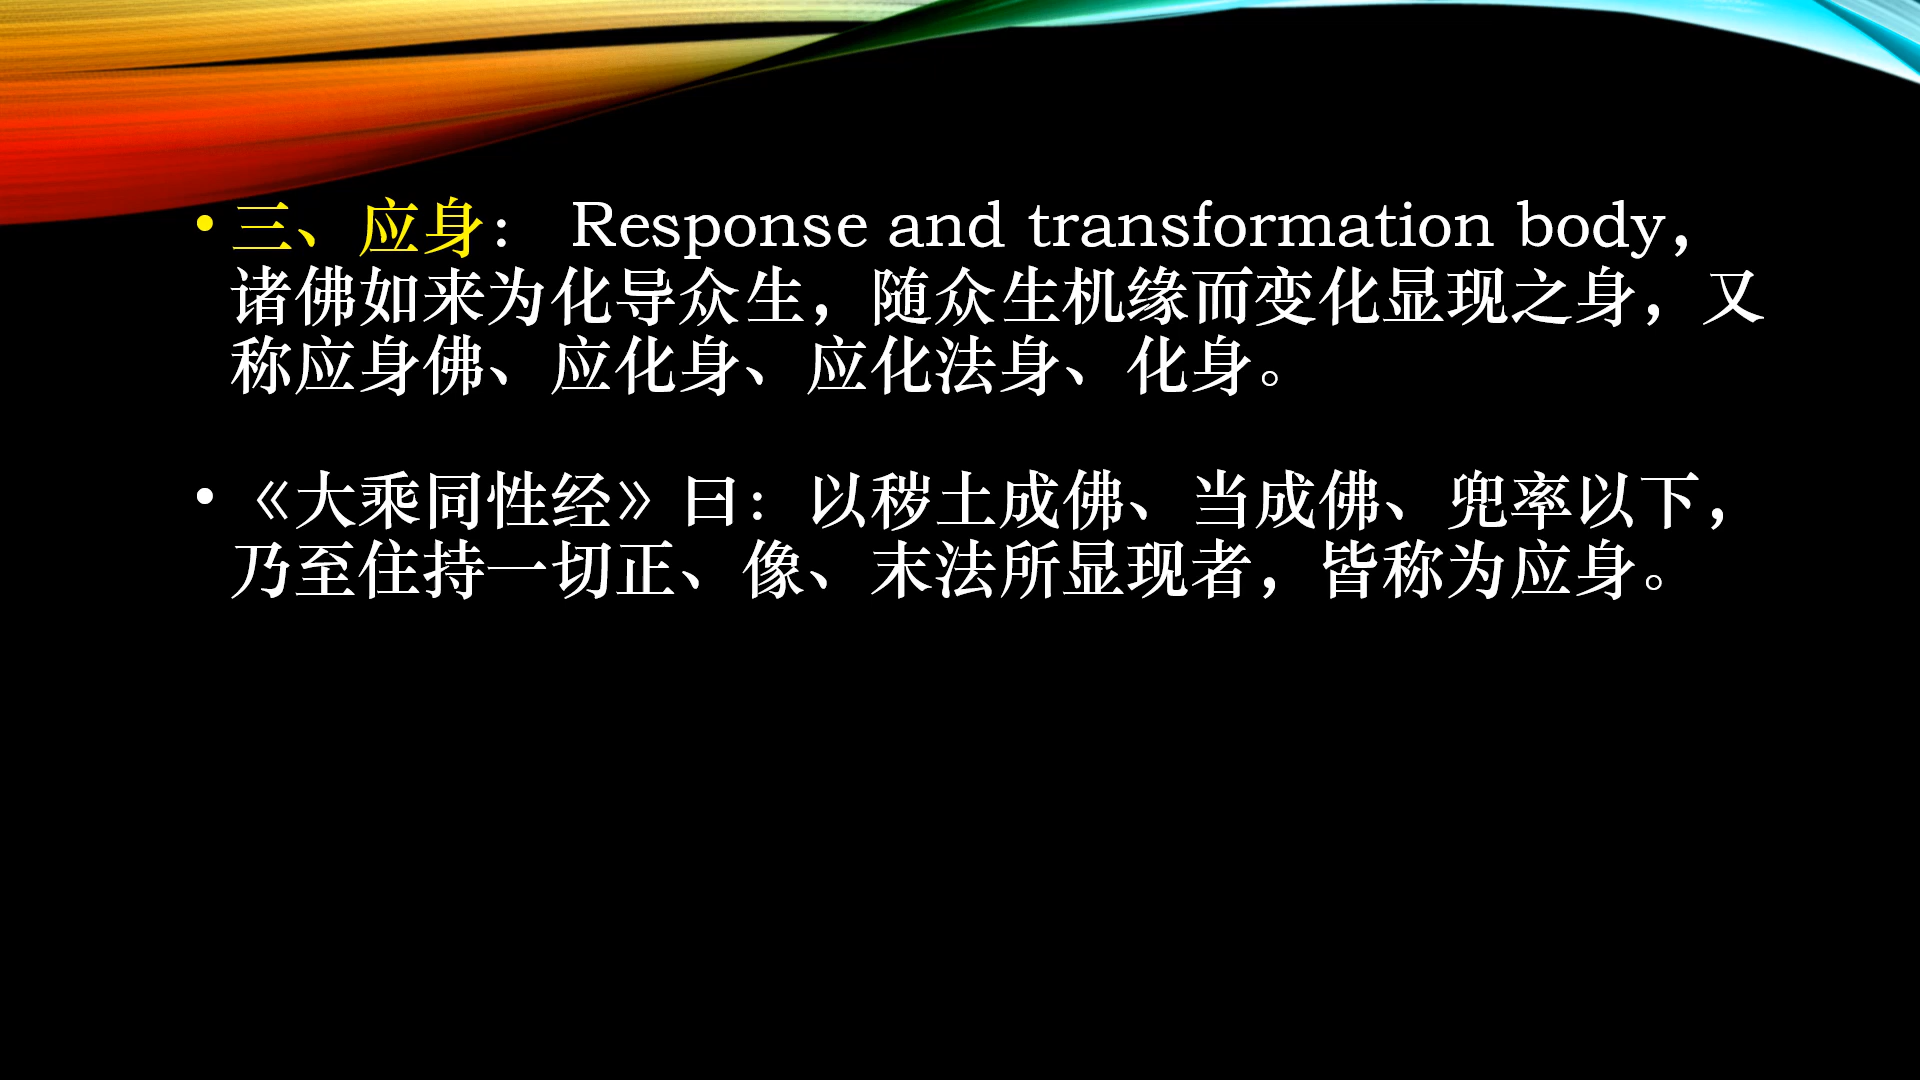 • 三、应身： Response and transformation body，
诸佛如来为化导众生，随众生机缘而变化显现之身，又
称应身佛、应化身、应化法身、化身。
• 《大乘同性经》曰：以秽土成佛、当成佛、兜率以下，
乃至住持一切正、像、末法所显现者，皆称为应身。